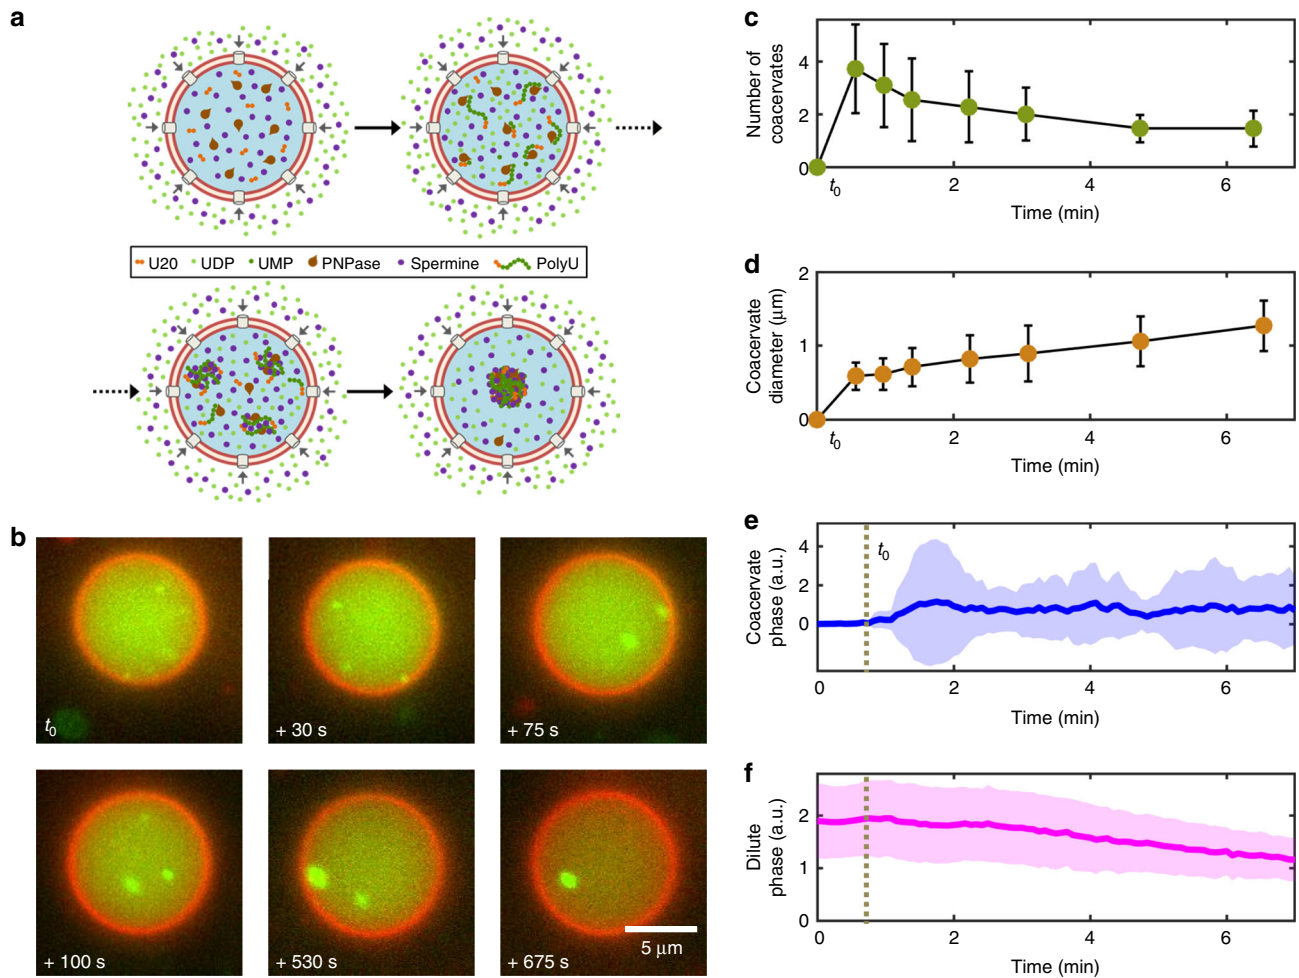 a
U20 UDP UMP PNPase Spermine PolyU
b
t0
+ 30 s
+ 75 s
+ 100 s
+ 530 s
+ 675 s
5 μm
c
Number of
coacervates
4
2
0
t0
2 4 6
Time (min)
d
Coacervate
diameter (μm)
2
1
0
t0
2 4 6
Time (min)
e
Coacervate
phase (a.u.)
4
2
0
t0
0 2 4 6
Time (min)
f
Dilute
phase (a.u.)
2
1
0
0 2 4 6
Time (min)